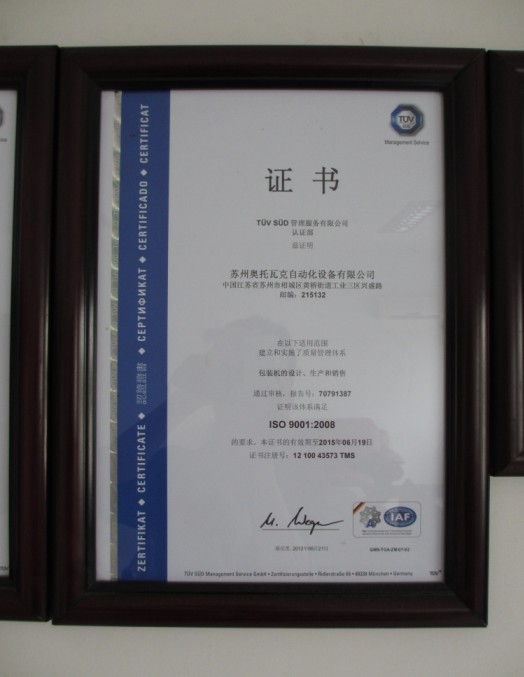 TÜV
SÜD
Management Service
证 书
TÜV SÜD 管理服务有限公司
认证部
兹证明
苏州奥托瓦克自动化设备有限公司
中国江苏省苏州市相城区黄桥街道工业三区兴盛路
邮编：215132
在以下适用范围
建立和实施了质量管理体系
包装机的设计、生产和销售
通过审核，报告号：70791387
证明该体系满足
ISO 9001:2008
的要求。本证书的有效期至2015年06月19日
证书注册号：12 100 43573 TMS
IAF
TÜV SÜD Management Service GmbH • Zertifizierungsstelle • Ridlerstraße 65 • 80339 München • Germany
TÜV
ZERTIFIKAT ◆ CERTIFICATE ◆ 認證證書 ◆ СЕРТИФИКАТ ◆ CERTIFICADO ◆ CERTIFICAT